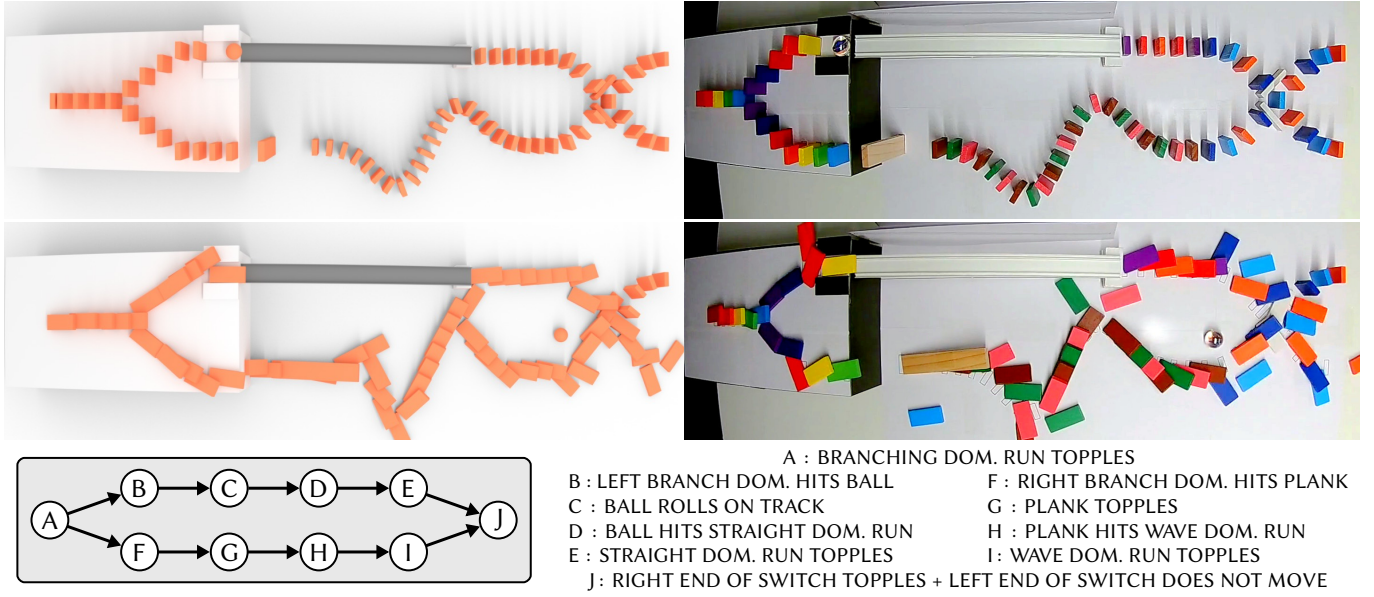 A : BRANCHING DOM. RUN TOPPLES
B C D E
A J
F G H I
B : LEFT BRANCH DOM. HITS BALL
C : BALL ROLLS ON TRACK
D : BALL HITS STRAIGHT DOM. RUN
E : STRAIGHT DOM. RUN TOPPLES
F : RIGHT BRANCH DOM. HITS PLANK
G : PLANK TOPPLES
H : PLANK HITS WAVE DOM. RUN
I : WAVE DOM. RUN TOPPLES
J : RIGHT END OF SWITCH TOPPLES + LEFT END OF SWITCH DOES NOT MOVE